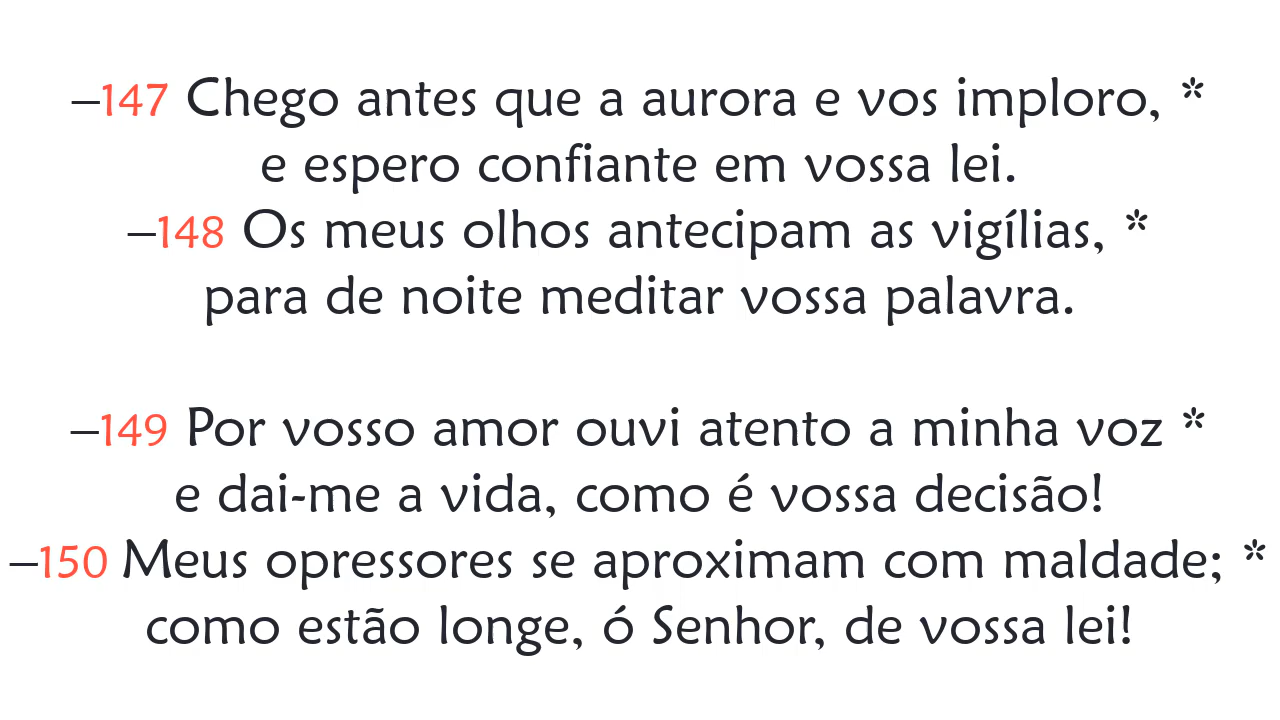 –147 Chego antes que a aurora e vos imploro, *
e espero confiante em vossa lei.
–148 Os meus olhos antecipam as vigílias, *
para de noite meditar vossa palavra.
–149 Por vosso amor ouvi atento a minha voz *
e dai-me a vida, como é vossa decisão!
–150 Meus opressores se aproximam com maldade; *
como estão longe, ó Senhor, de vossa lei!